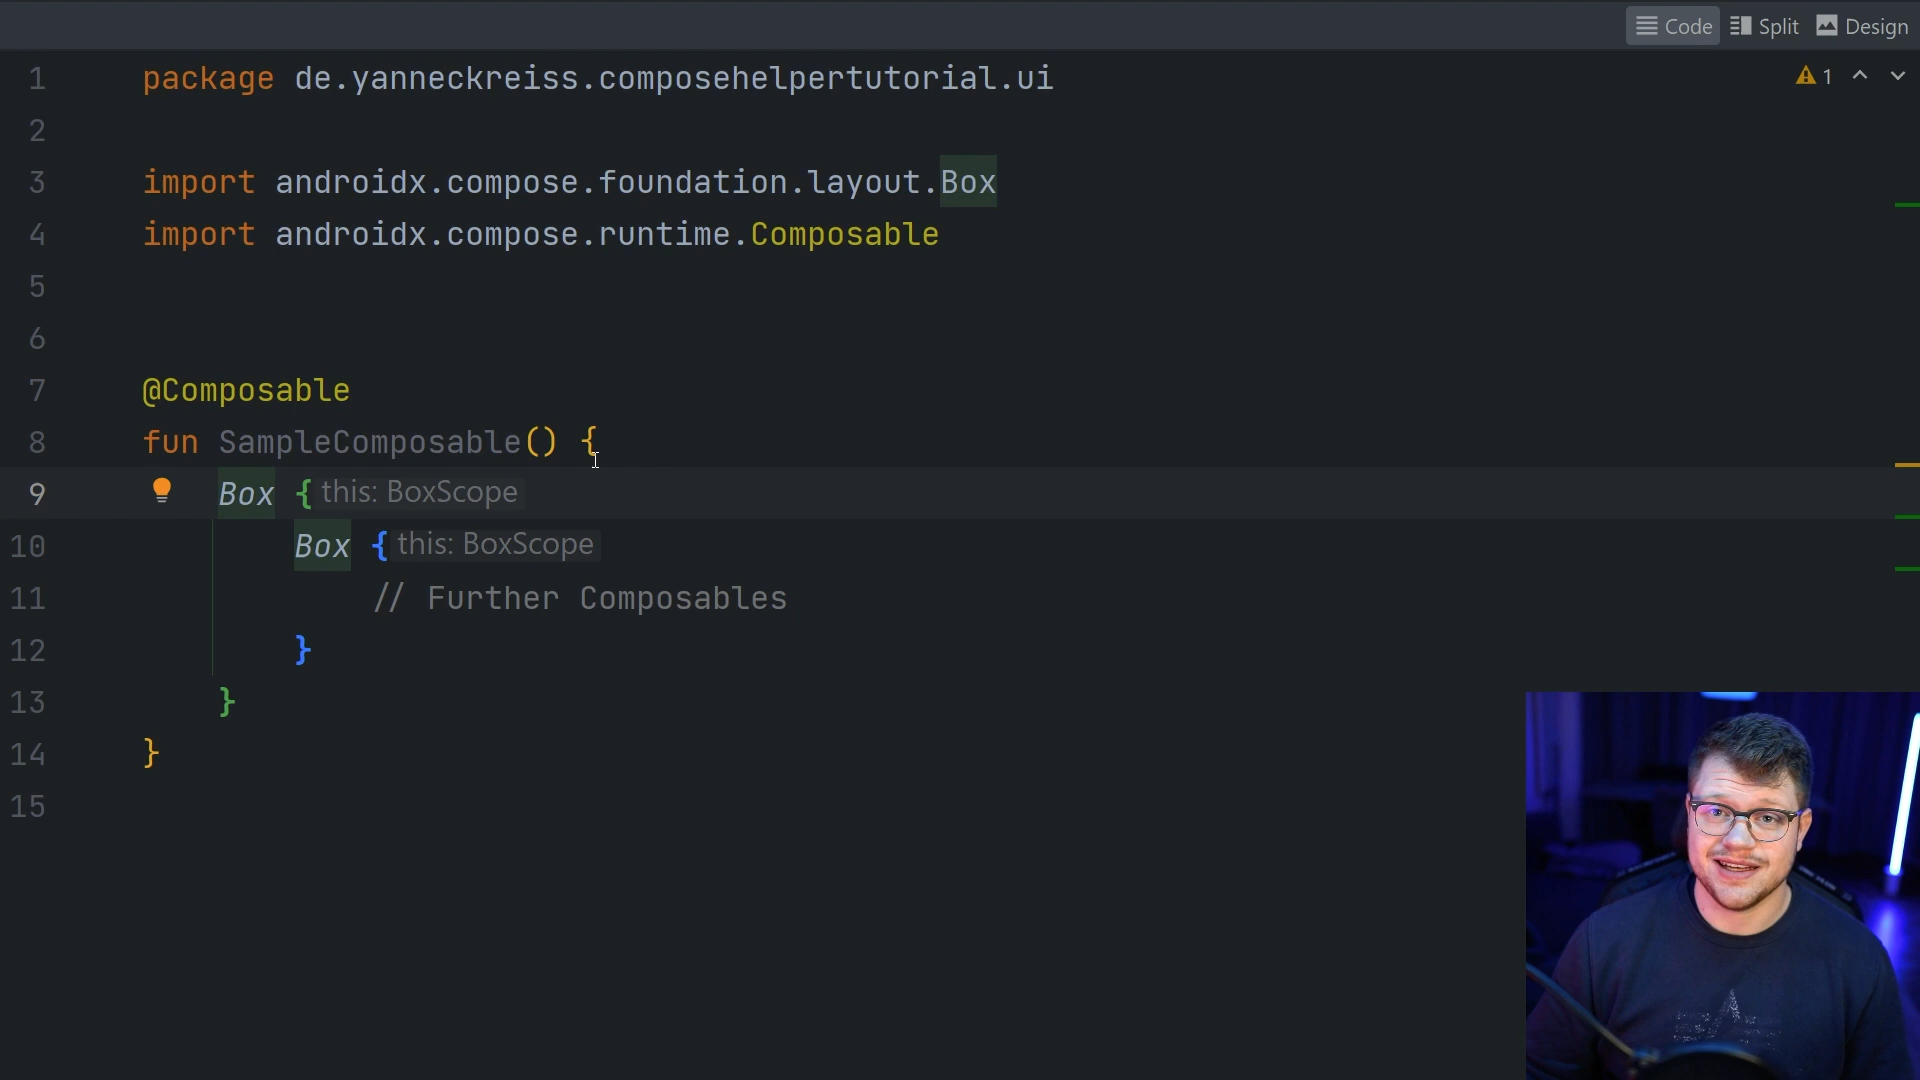 Code Split Design
1 package de.yanneckreiss.composehelpertutorial.ui
1
2
3 import androidx.compose.foundation.layout.Box
4 import androidx.compose.runtime.Composable
5
6
7 @Composable
8 fun SampleComposable() {
9 Box { this: BoxScope
10 Box { this: BoxScope
11 // Further Composables
12 }
13 }
14 }
15